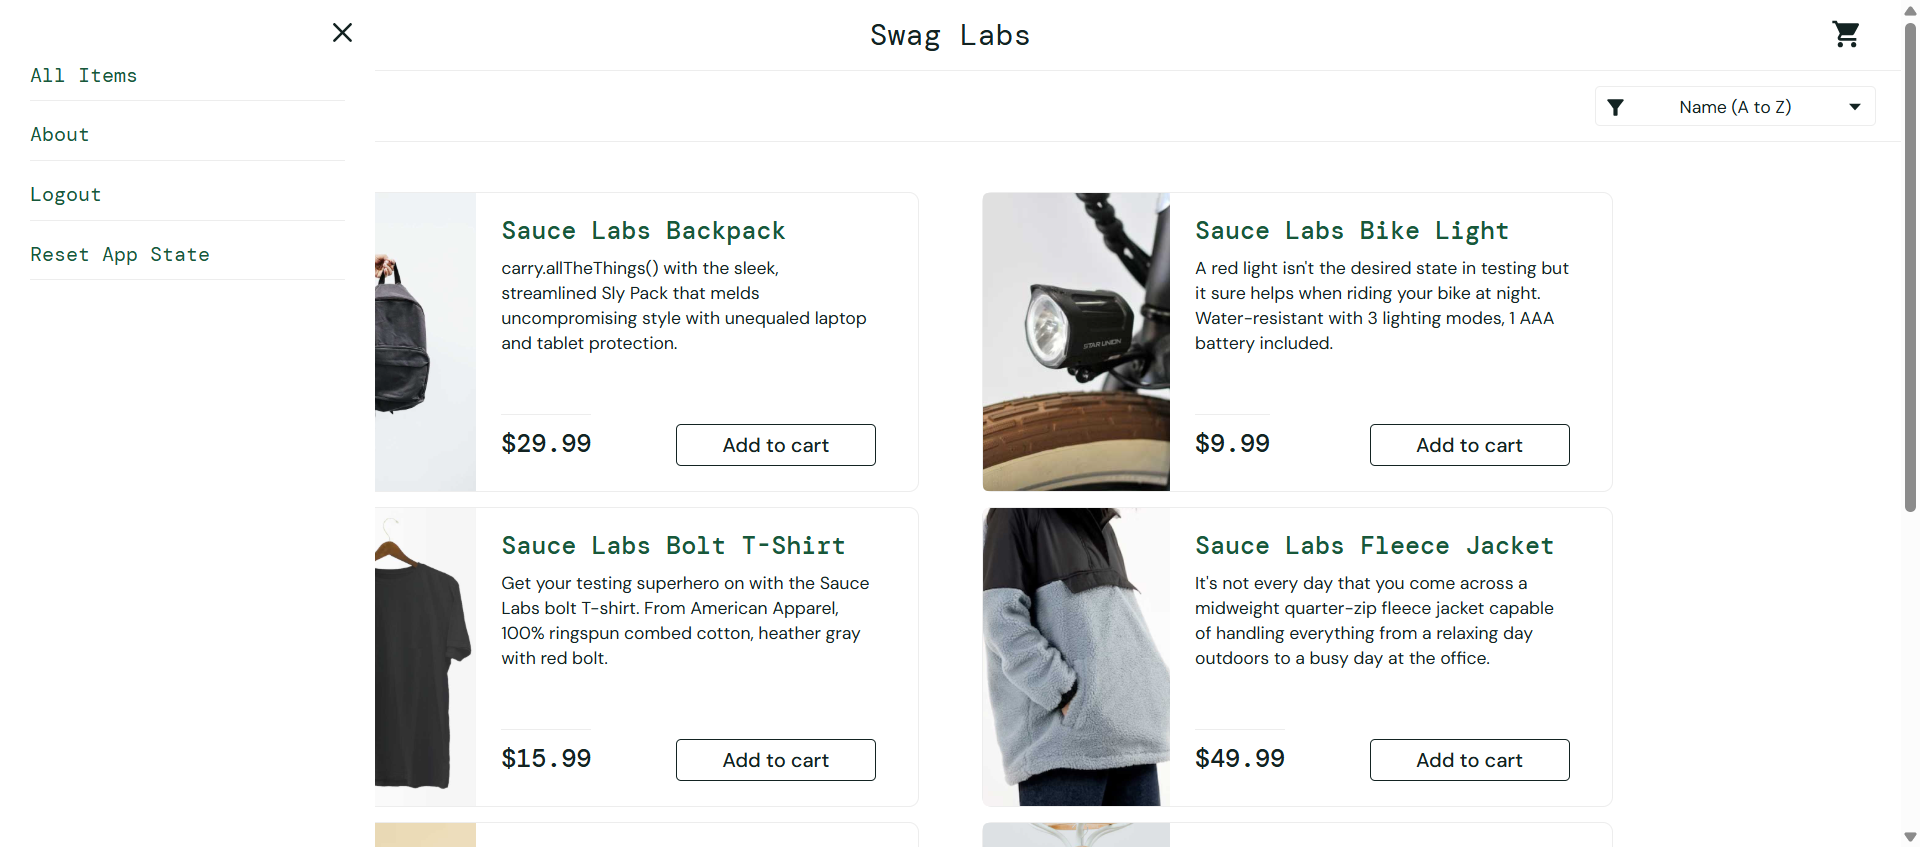 All Items
About
Logout
Reset App State
Swag Labs
Name (A to Z)
Sauce Labs Backpack
carry.allTheThings() with the sleek,
streamlined Sly Pack that melds
uncompromising style with unequaled laptop
and tablet protection.
$29.99
Add to cart
Sauce Labs Bike Light
A red light isn't the desired state in testing but
it sure helps when riding your bike at night.
Water-resistant with 3 lighting modes, 1 AAA
battery included.
STAR UNION
$9.99
Add to cart
Sauce Labs Bolt T-Shirt
Get your testing superhero on with the Sauce
Labs bolt T-shirt. From American Apparel,
100% ringspun combed cotton, heather gray
with red bolt.
$15.99
Add to cart
Sauce Labs Fleece Jacket
It's not every day that you come across a
midweight quarter-zip fleece jacket capable
of handling everything from a relaxing day
outdoors to a busy day at the office.
$49.99
Add to cart